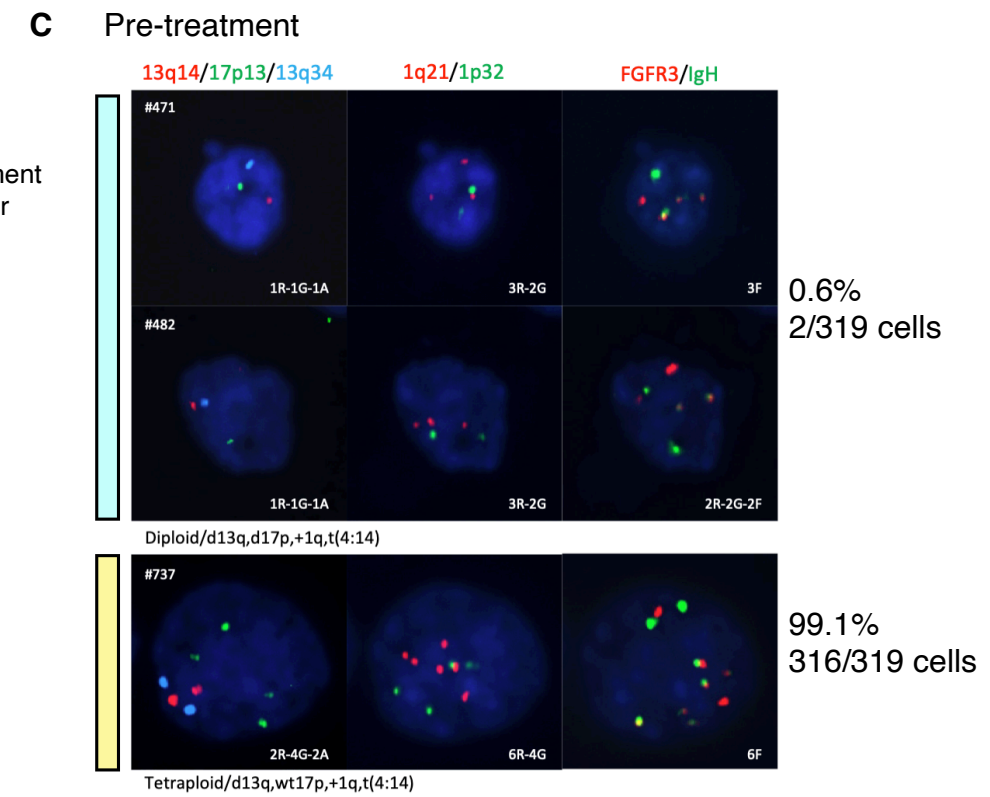 C Pre-treatment
13q14/17p13/13q34 1q21/1p32 FGFR3/IgH
#471
1R-1G-1A 3R-2G 3F
0.6%
2/319 cells
#482
1R-1G-1A 3R-2G 2R-2G-2F
Diploid/d13q,d17p,+1q,t(4:14)
#737
99.1%
316/319 cells
2R-4G-2A 6R-4G 6F
Tetraploid/d13q,wt17p,+1q,t(4:14)